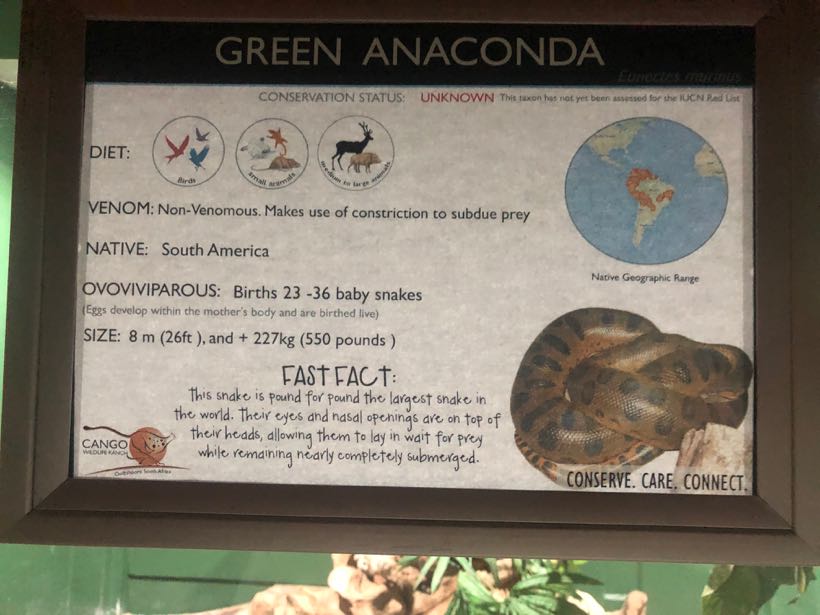 GREEN ANACONDA
Eunectes murinus
CONSERVATION STATUS: UNKNOWN This taxon has not yet been assessed for the IUCN Red List
DIET:
Birds
small animals
medium to large animals
VENOM: Non-Venomous. Makes use of constriction to subdue prey
NATIVE: South America
Native Geographic Range
OVOVIVIPAROUS: Births 23 -36 baby snakes
(Eggs develop within the mother's body and are birthed live)
SIZE: 8 m (26ft ), and + 227kg (550 pounds )
FAST FACT:
This snake is pound for pound the largest snake in
the world. Their eyes and nasal openings are on top of
their heads, allowing them to lay in wait for prey
while remaining nearly completely submerged.
CANGO
WILDLIFE RANCH
Oudtshoorn South Africa
CONSERVE. CARE. CONNECT.